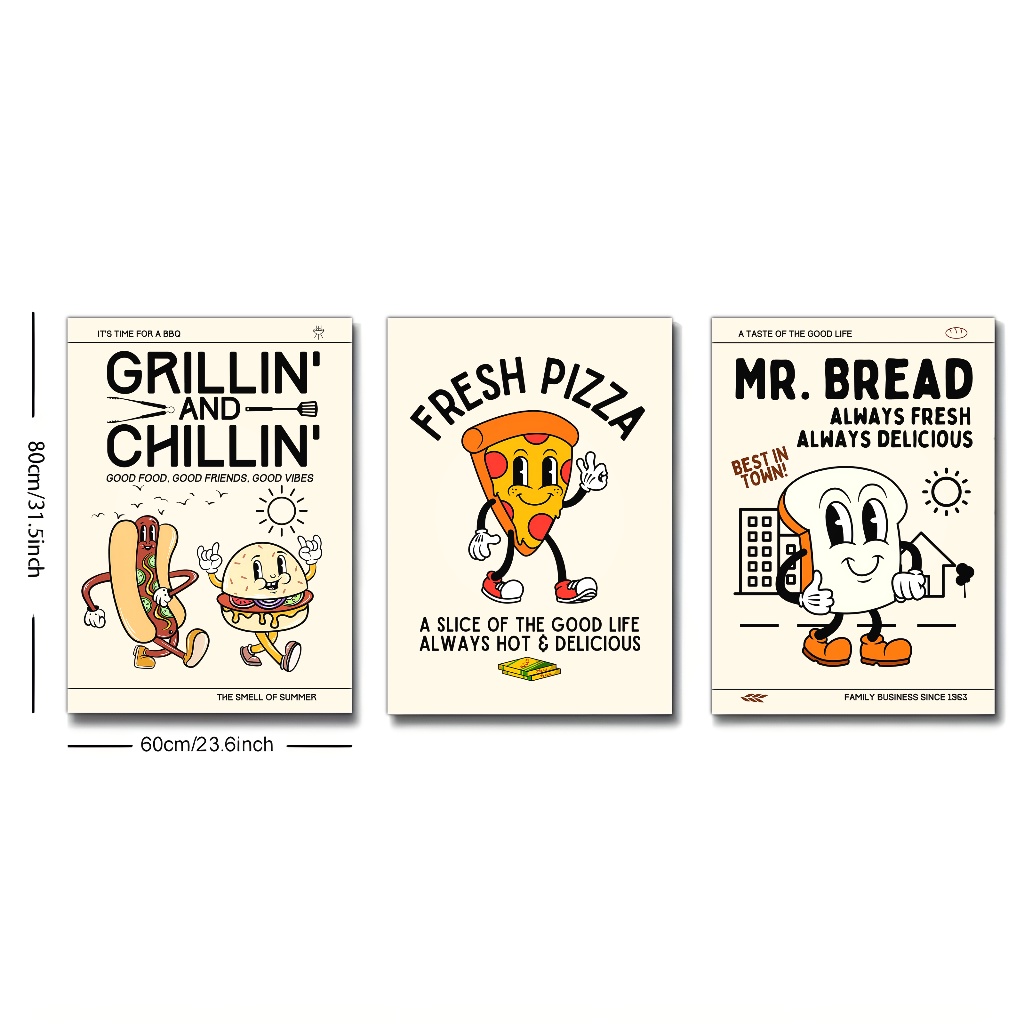 80cm/31.5inch
60cm/23.6inch
IT'S TIME FOR A BBQ
GRILLIN'
AND
CHILLIN'
GOOD FOOD, GOOD FRIENDS, GOOD VIBES
THE SMELL OF SUMMER
FRESH PIZZA
A SLICE OF THE GOOD LIFE
ALWAYS HOT & DELICIOUS
A TASTE OF THE GOOD LIFE
MR. BREAD
ALWAYS FRESH
ALWAYS DELICIOUS
BEST IN
TOWN!
FAMILY BUSINESS SINCE 1963